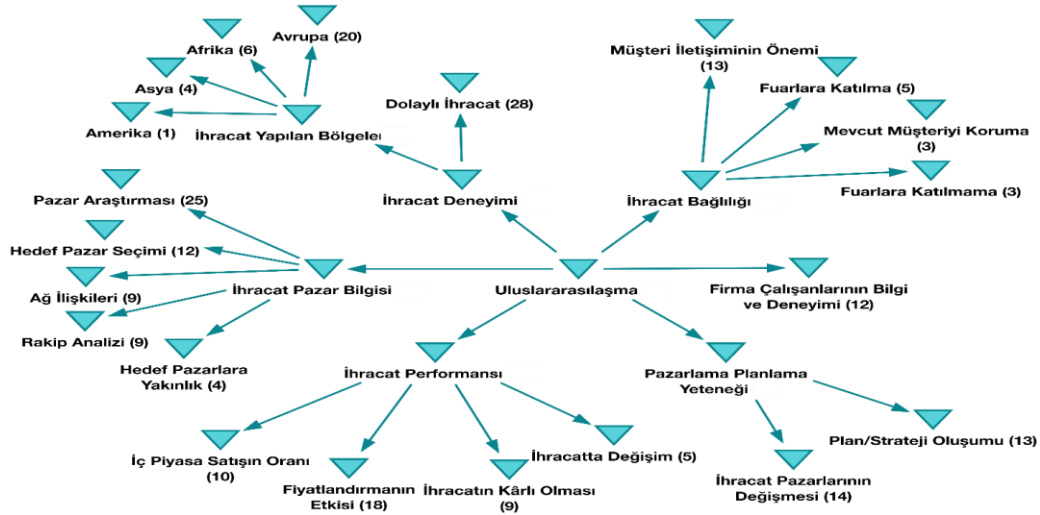 Avrupa (20)
Afrika (6)
Asya (4)
Amerika (1)
İhracat Yapılan Bölgeler
Dolaylı İhracat (28)
İhracat Deneyimi
Müşteri İletişiminin Önemi
(13)
Fuarlara Katılma (5)
Mevcut Müşteriyi Koruma
(3)
Fuarlara Katılmama (3)
İhracat Bağlılığı
Pazar Araştırması (25)
Hedef Pazar Seçimi (12)
Ağ İlişkileri (9)
Rakip Analizi (9)
Hedef Pazarlara
Yakınlık (4)
İhracat Pazar Bilgisi
Uluslararasılaşma
Firma Çalışanlarının Bilgi
ve Deneyimi (12)
İhracat Performansı
Pazarlama Planlama
Yeteneği
İç Piyasa Satışın Oranı
(10)
Fiyatlandırmanın
Etkisi (18)
İhracatın Kârlı Olması
(9)
İhracatta Değişim (5)
İhracat Pazarlarının
Değişmesi (14)
Plan/Strateji Oluşumu (13)